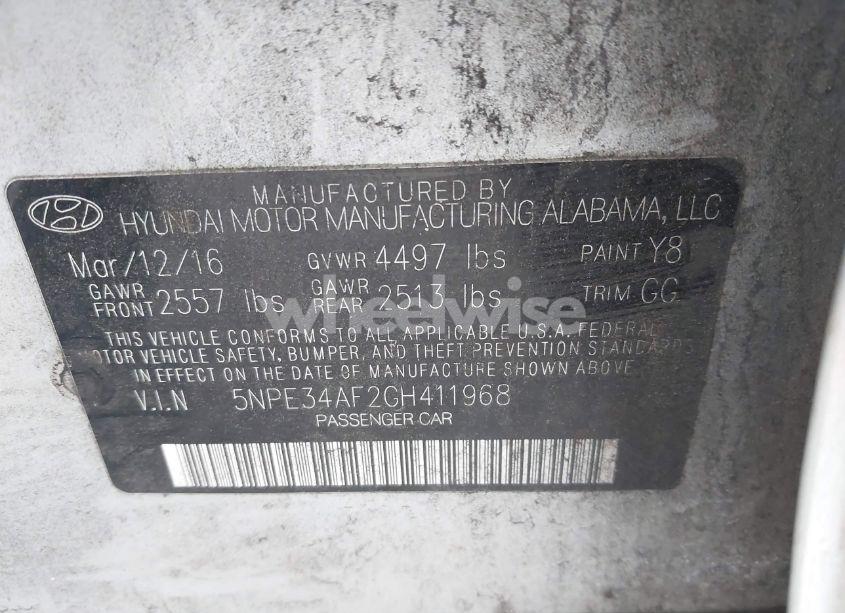 MANUFACTURED BY
HYUNDAI MOTOR MANUFACTURING ALABAMA, LLC
Mar/12/16 GVWR 4497 lbs PAINT Y8
GAWR FRONT 2557 lbs GAWR REAR 2513 lbs TRIM GG
wheelwise
THIS VEHICLE CONFORMS TO ALL APPLICABLE U.S.A. FEDERAL
MOTOR VEHICLE SAFETY, BUMPER, AND THEFT PREVENTION STANDARDS
IN EFFECT ON THE DATE OF MANUFACTURE SHOWN ABOVE.
V.I.N 5NPE34AF2GH411968
PASSENGER CAR